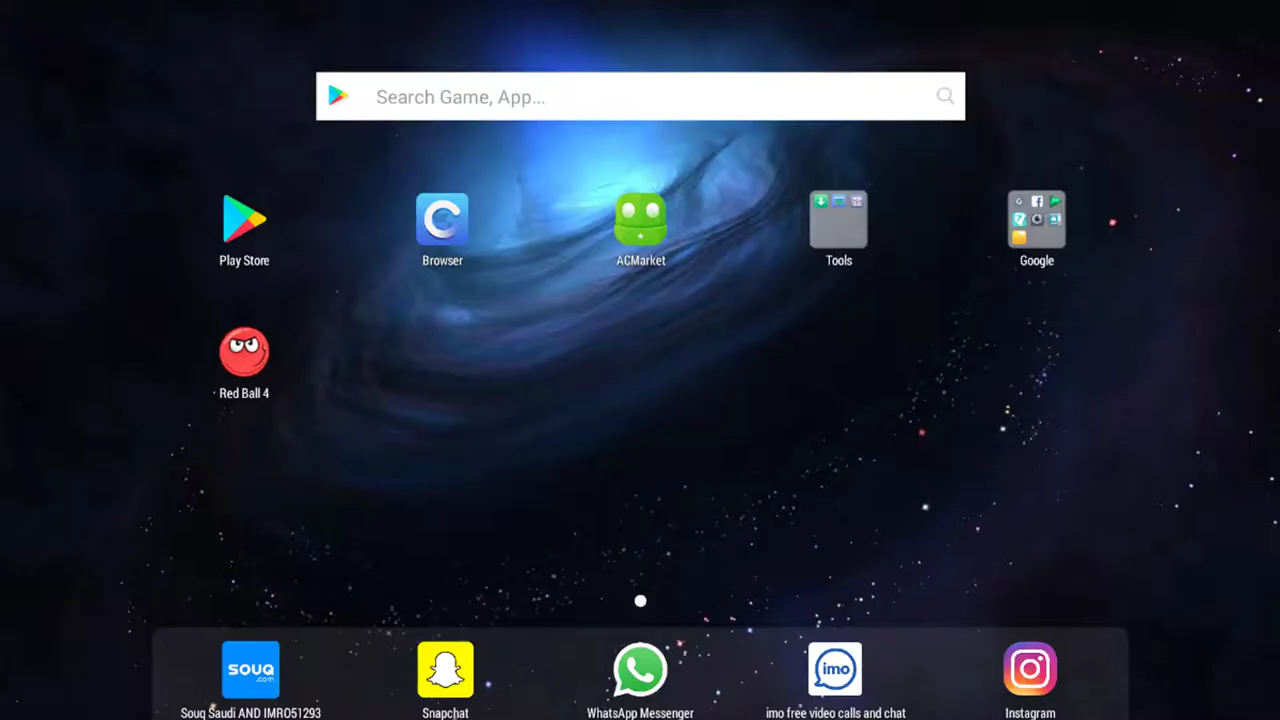 Search Game, App...
Play Store
Browser
ACMarket
Tools
Google
Red Ball 4
souq
.com
imo
Souq Saudi AND IMRO51293
Snapchat
WhatsApp Messenger
imo free video calls and chat
Instagram